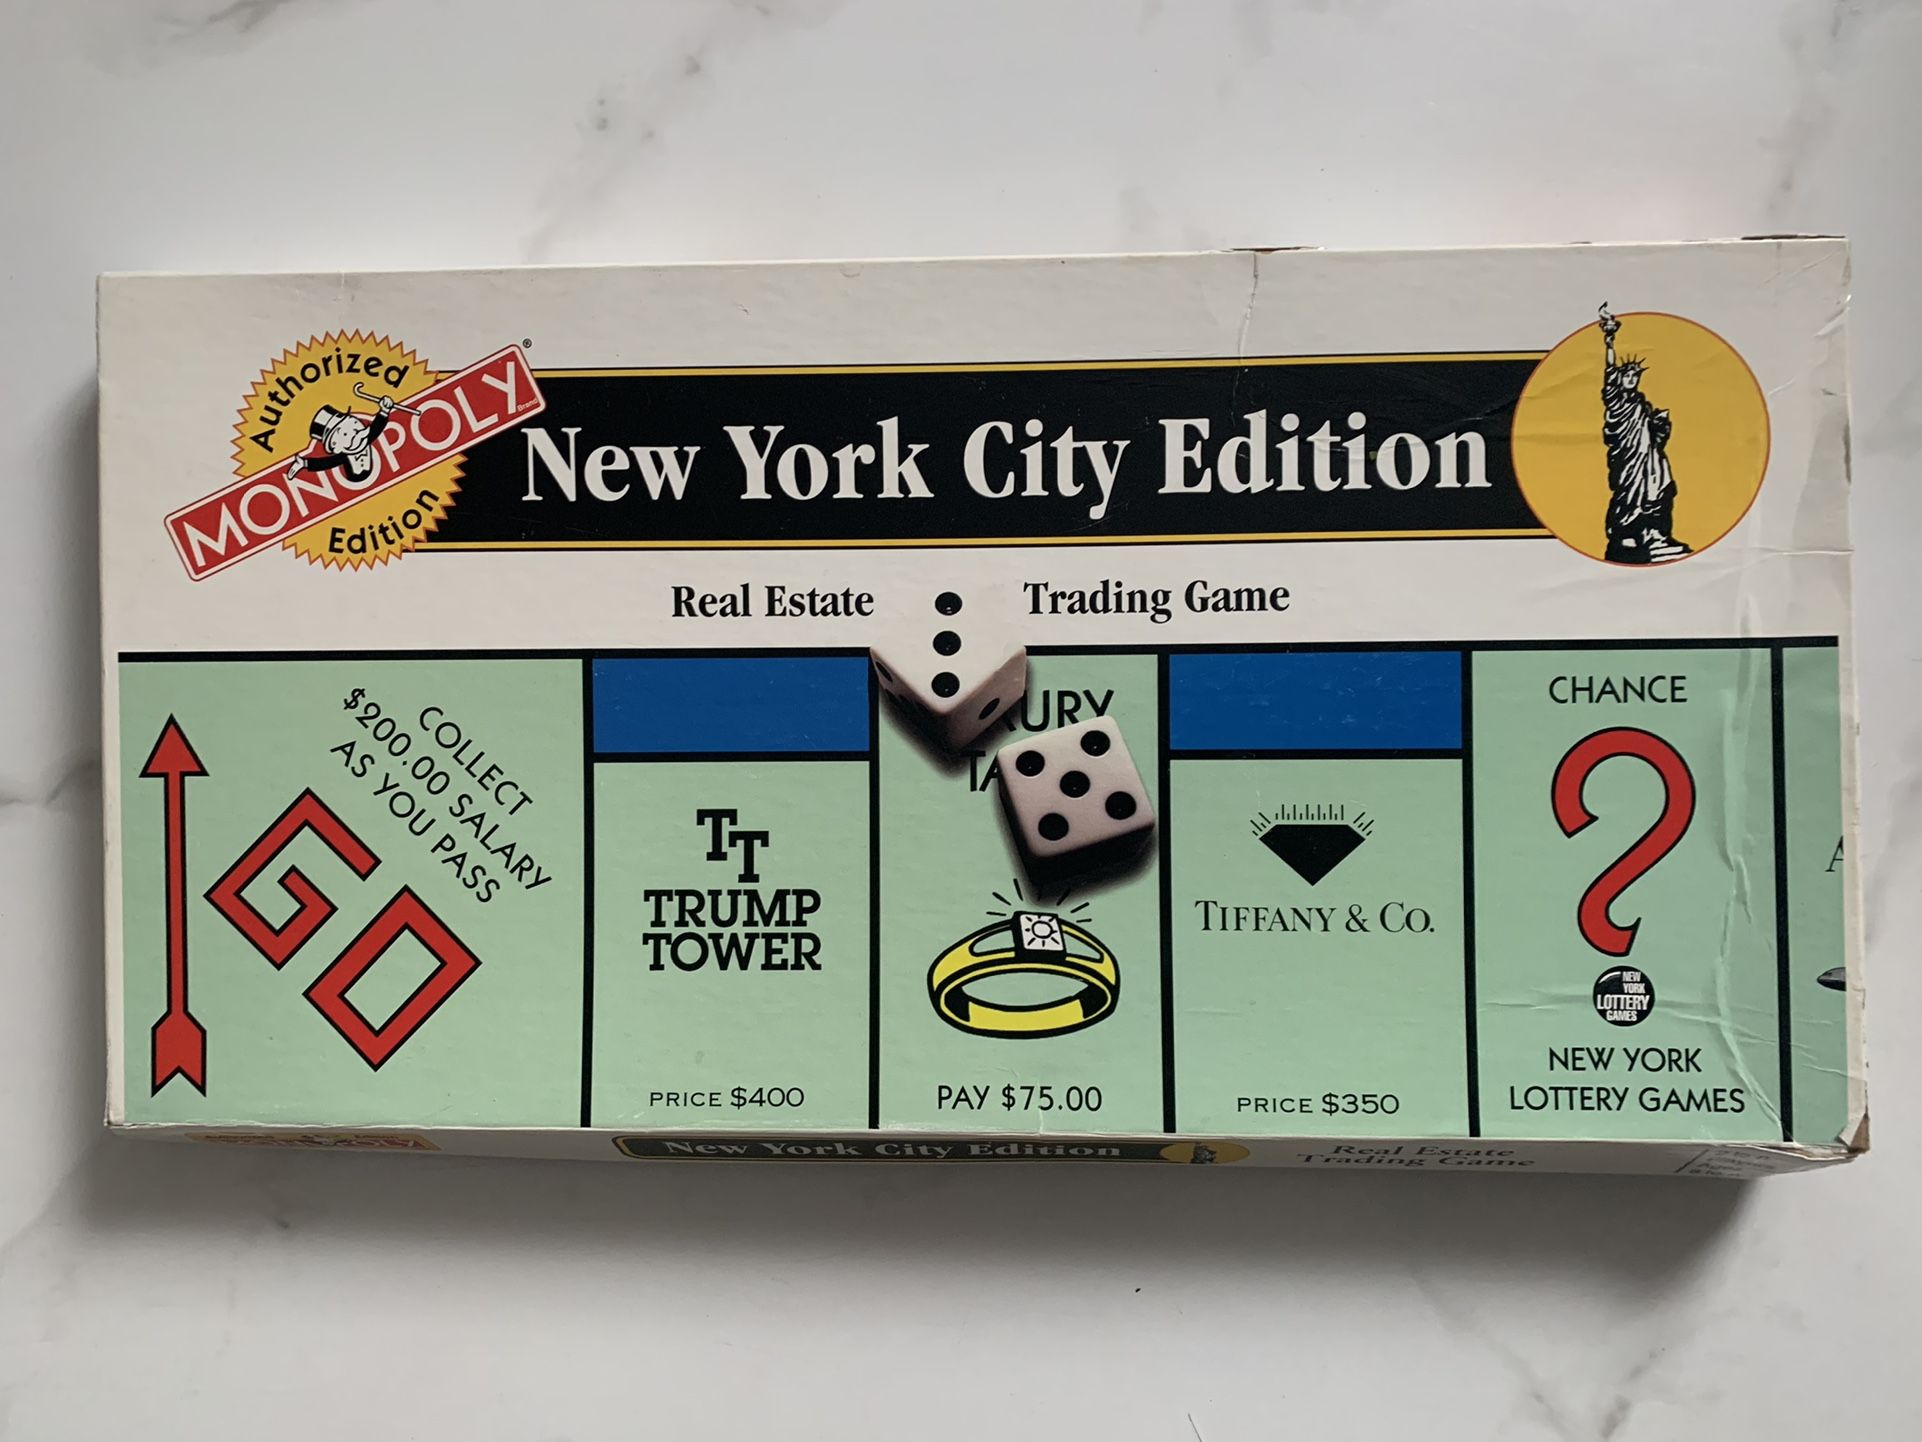 Authorized
MONOPOLY®
Brand
Edition
New York City Edition
Real Estate Trading Game
COLLECT
$200.00 SALARY
AS YOU PASS
GO
TT
TRUMP
TOWER
PRICE $400
PAY $75.00
TIFFANY & CO.
PRICE $350
CHANCE
NEW
YORK
LOTTERY
GAMES
NEW YORK
LOTTERY GAMES
New York City Edition
Real Estate
Trading Game